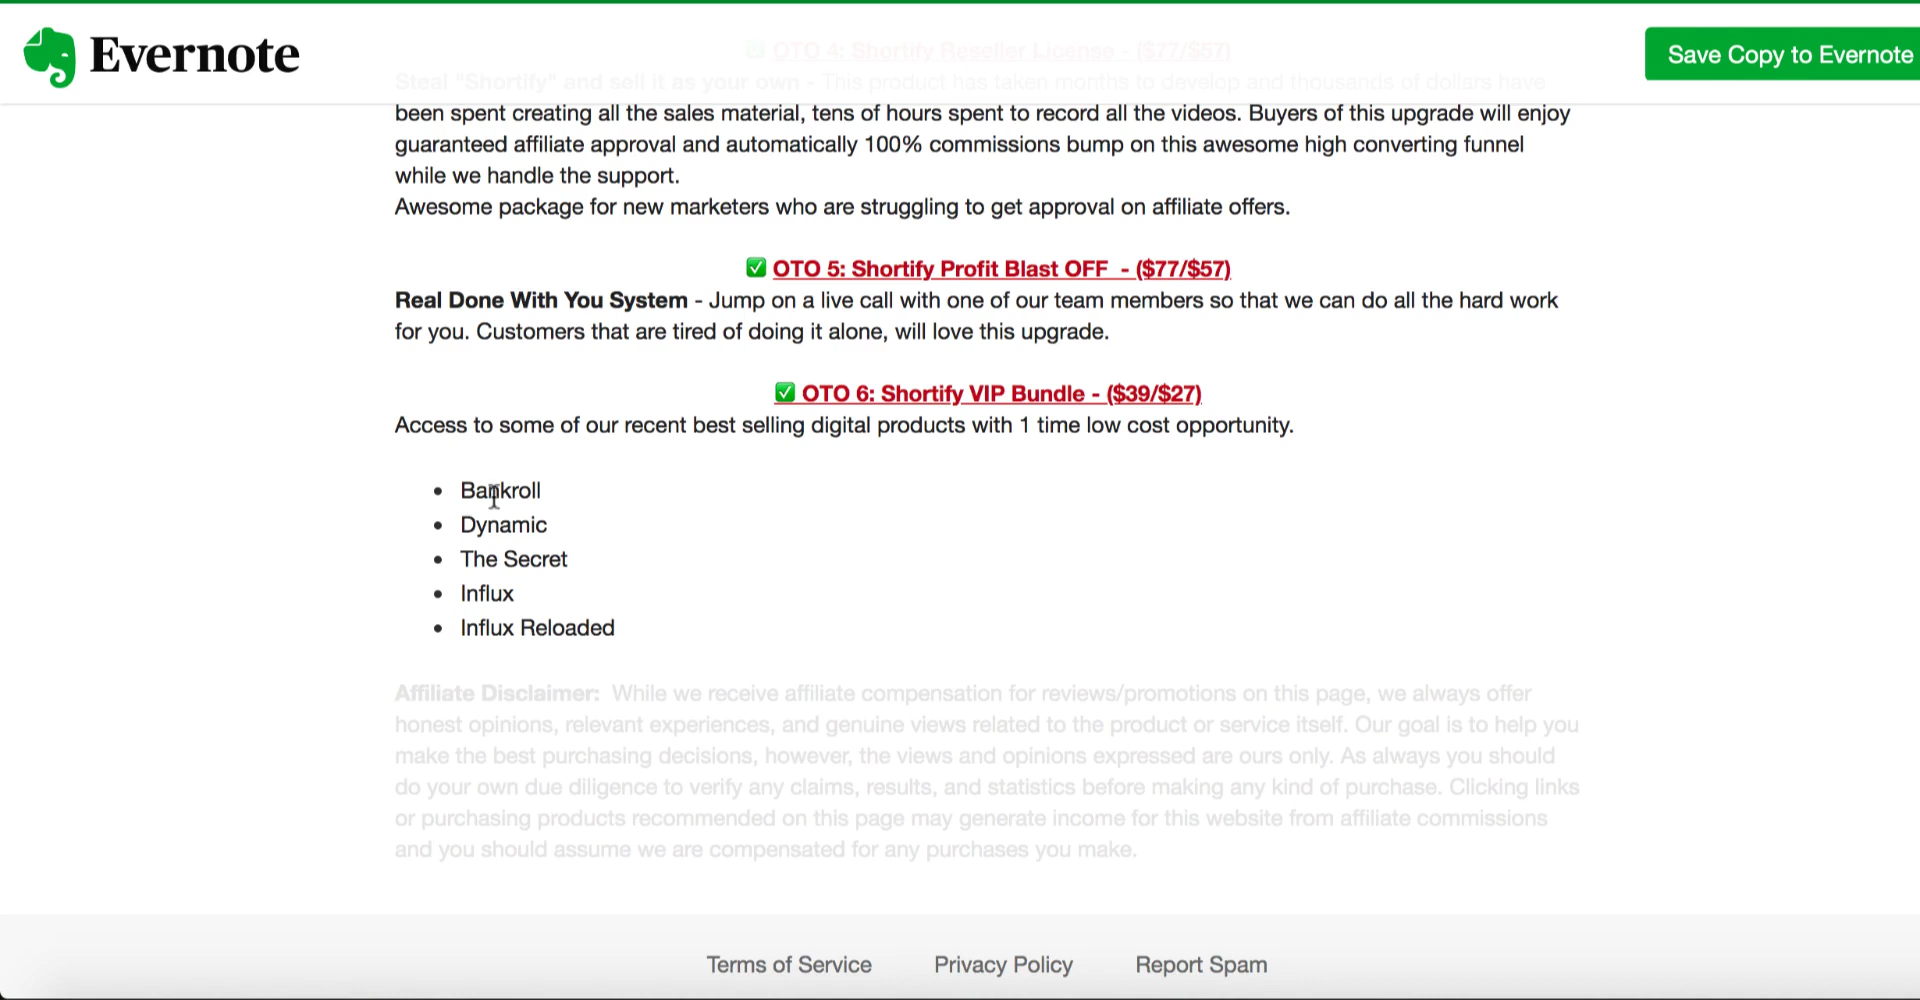 Evernote
✅ OTO 4: Shortify Reseller License - ($77/$57)
Save Copy to Evernote
Steal "Shortify" and sell it as your own - This product has taken months to develop and thousands of dollars have
been spent creating all the sales material, tens of hours spent to record all the videos. Buyers of this upgrade will enjoy
guaranteed affiliate approval and automatically 100% commissions bump on this awesome high converting funnel
while we handle the support.
Awesome package for new marketers who are struggling to get approval on affiliate offers.
✅ OTO 5: Shortify Profit Blast OFF - ($77/$57)
Real Done With You System - Jump on a live call with one of our team members so that we can do all the hard work
for you. Customers that are tired of doing it alone, will love this upgrade.
✅ OTO 6: Shortify VIP Bundle - ($39/$27)
Access to some of our recent best selling digital products with 1 time low cost opportunity.
• Bankroll
• Dynamic
• The Secret
• Influx
• Influx Reloaded
Affiliate Disclaimer: While we receive affiliate compensation for reviews/promotions on this page, we always offer
honest opinions, relevant experiences, and genuine views related to the product or service itself. Our goal is to help you
make the best purchasing decisions, however, the views and opinions expressed are ours only. As always you should
do your own due diligence to verify any claims, results, and statistics before making any kind of purchase. Clicking links
or purchasing products recommended on this page may generate income for this website from affiliate commissions
and you should assume we are compensated for any purchases you make.
Terms of Service Privacy Policy Report Spam